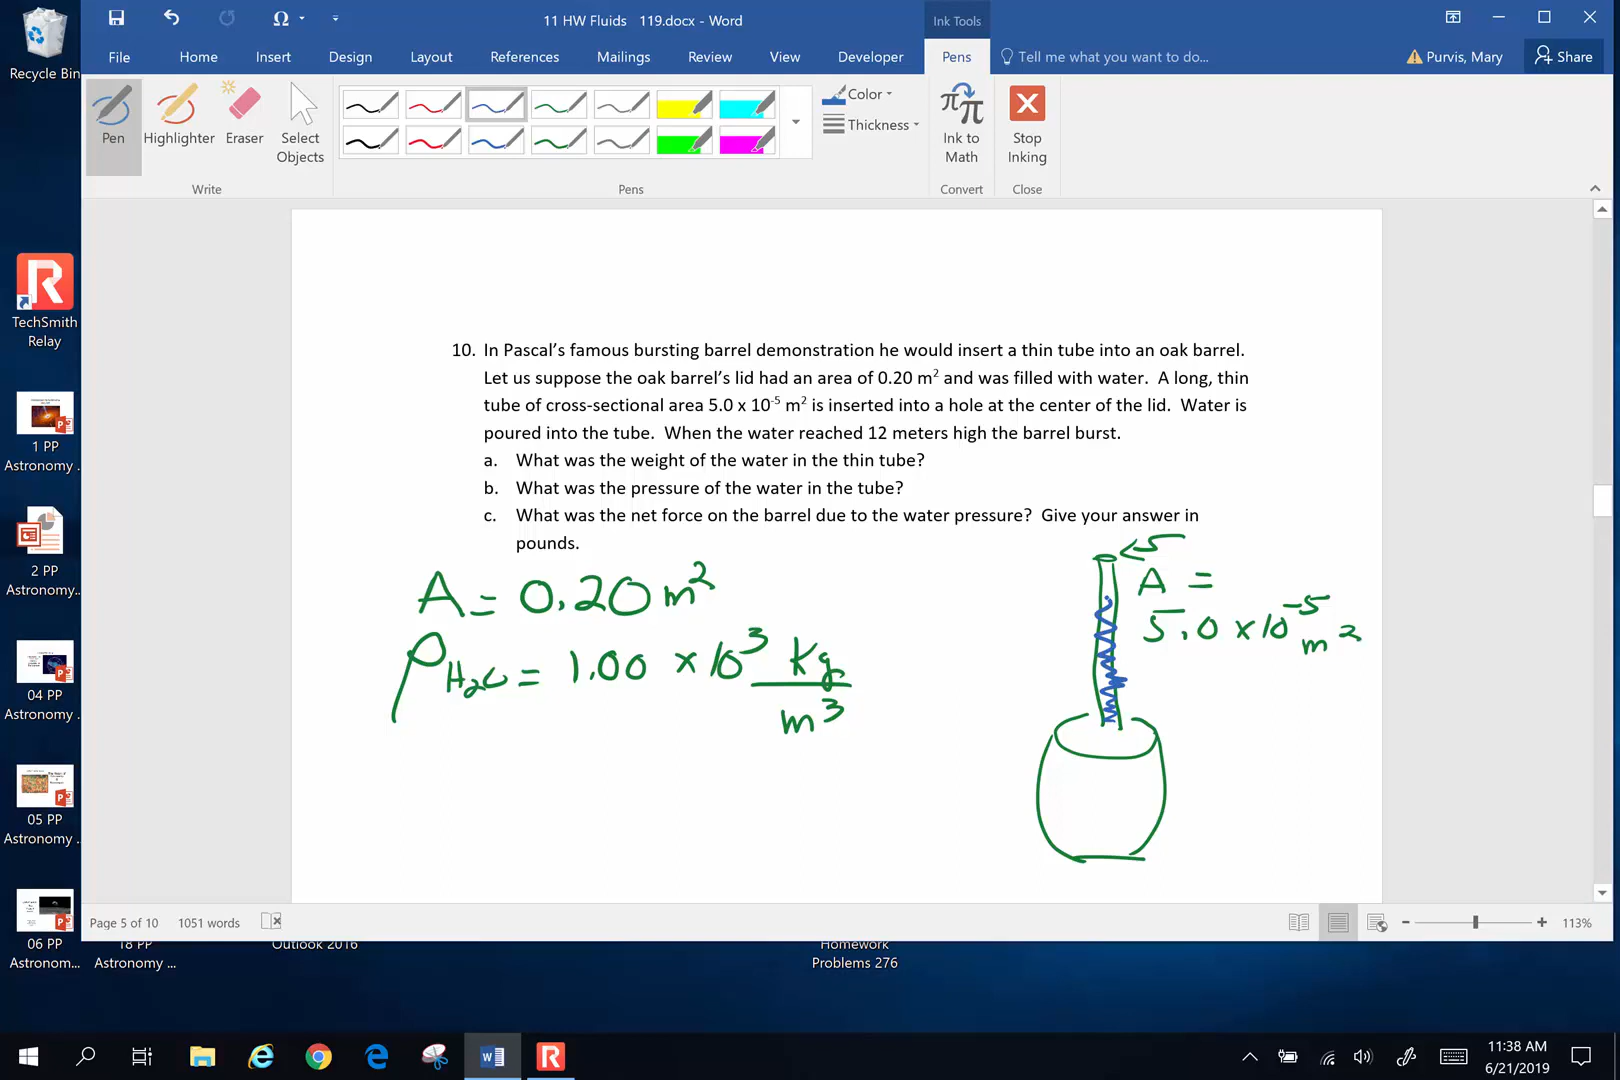 Recycle Bin
TechSmith Relay
1 PP Astronomy .
2 PP Astronomy..
04 PP Astronomy .
05 PP Astronomy .
06 PP Astronom...
18 PP Astronomy ...
Outlook 2016
Homework Problems 276
11 HW Fluids 119.docx - Word
Ink Tools
File Home Insert Design Layout References Mailings Review View Developer Pens Tell me what you want to do... Purvis, Mary Share
Pen Highlighter Eraser Select Objects
Color
Thickness
Ink to Math
Stop Inking
Write Pens Convert Close
10. In Pascal's famous bursting barrel demonstration he would insert a thin tube into an oak barrel.
Let us suppose the oak barrel's lid had an area of 0.20 m² and was filled with water. A long, thin
tube of cross-sectional area 5.0 x 10⁻⁵ m² is inserted into a hole at the center of the lid. Water is
poured into the tube. When the water reached 12 meters high the barrel burst.
a. What was the weight of the water in the thin tube?
b. What was the pressure of the water in the tube?
c. What was the net force on the barrel due to the water pressure? Give your answer in
pounds.
A = 0.20 m²
ρ H₂O = 1.00 × 10³ kg
m³
A =
5.0 × 10⁻⁵
m²
Page 5 of 10 1051 words
113%
11:38 AM
6/21/2019